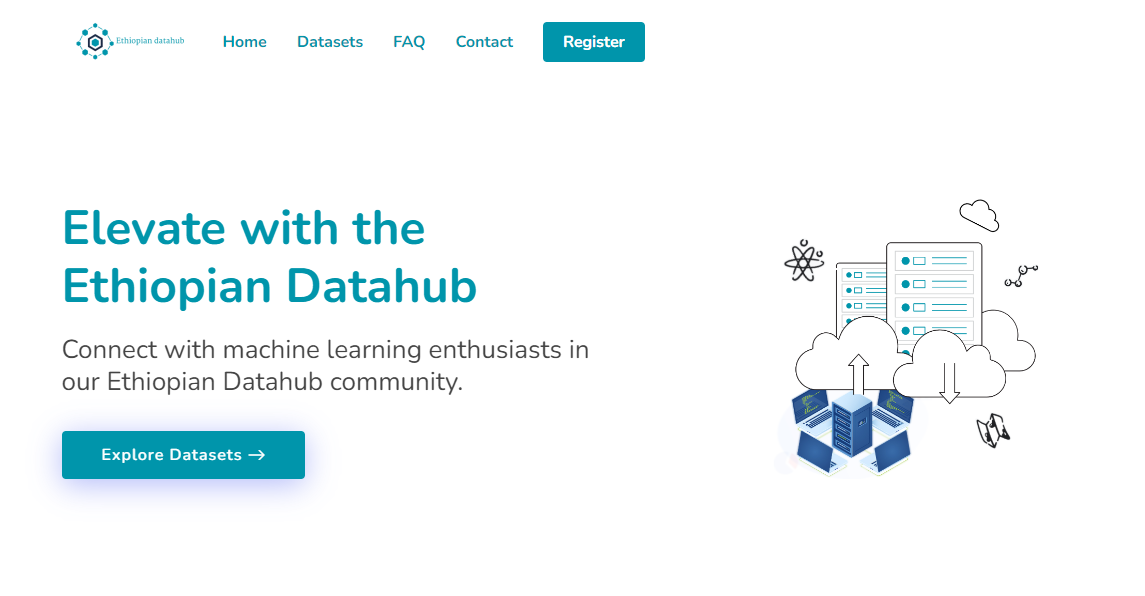 Ethiopian datahub
Home
Datasets
FAQ
Contact
Register
Elevate with the
Ethiopian Datahub
Connect with machine learning enthusiasts in
our Ethiopian Datahub community.
Explore Datasets →